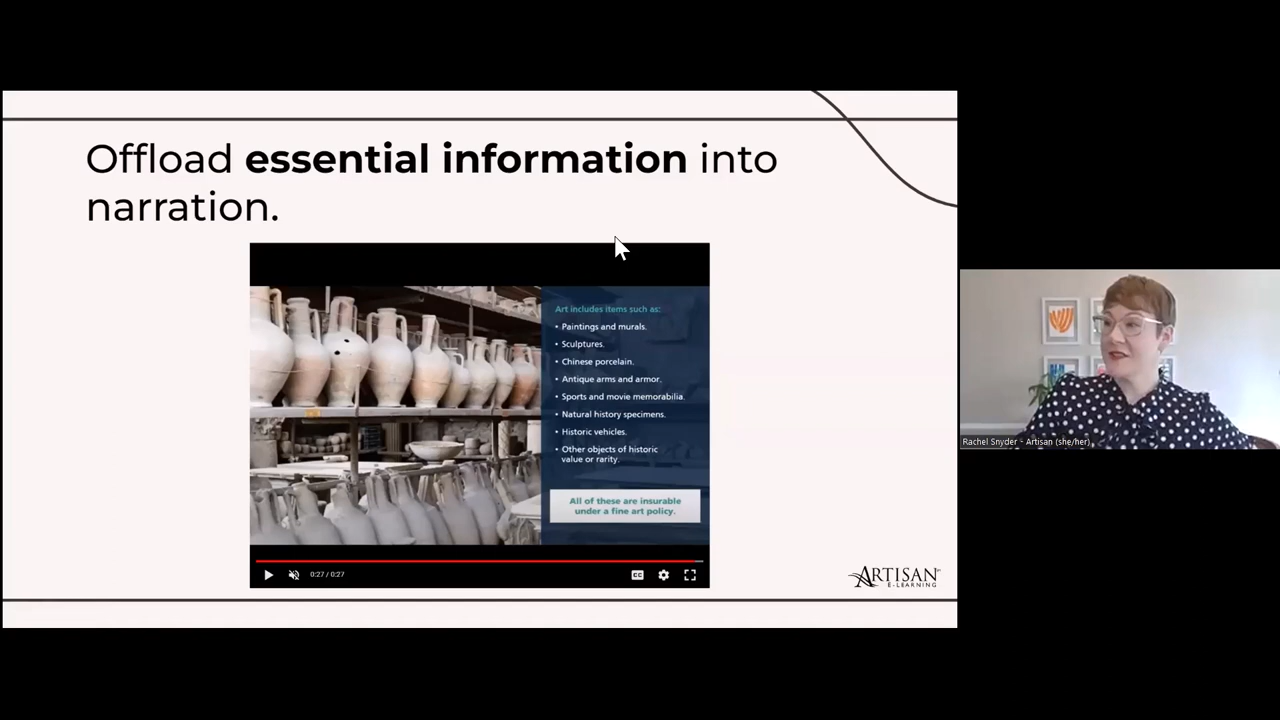 Offload essential information into
narration.
Art includes items such as:
• Paintings and murals.
• Sculptures.
• Chinese porcelain.
• Antique arms and armor.
• Sports and movie memorabilia.
• Natural history specimens.
• Historic vehicles.
• Other objects of historic
value or rarity.
All of these are insurable
under a fine art policy.
0:27 / 0:27
CC
ARTISAN
E-LEARNING
Rachel Snyder - Artisan (she/her)